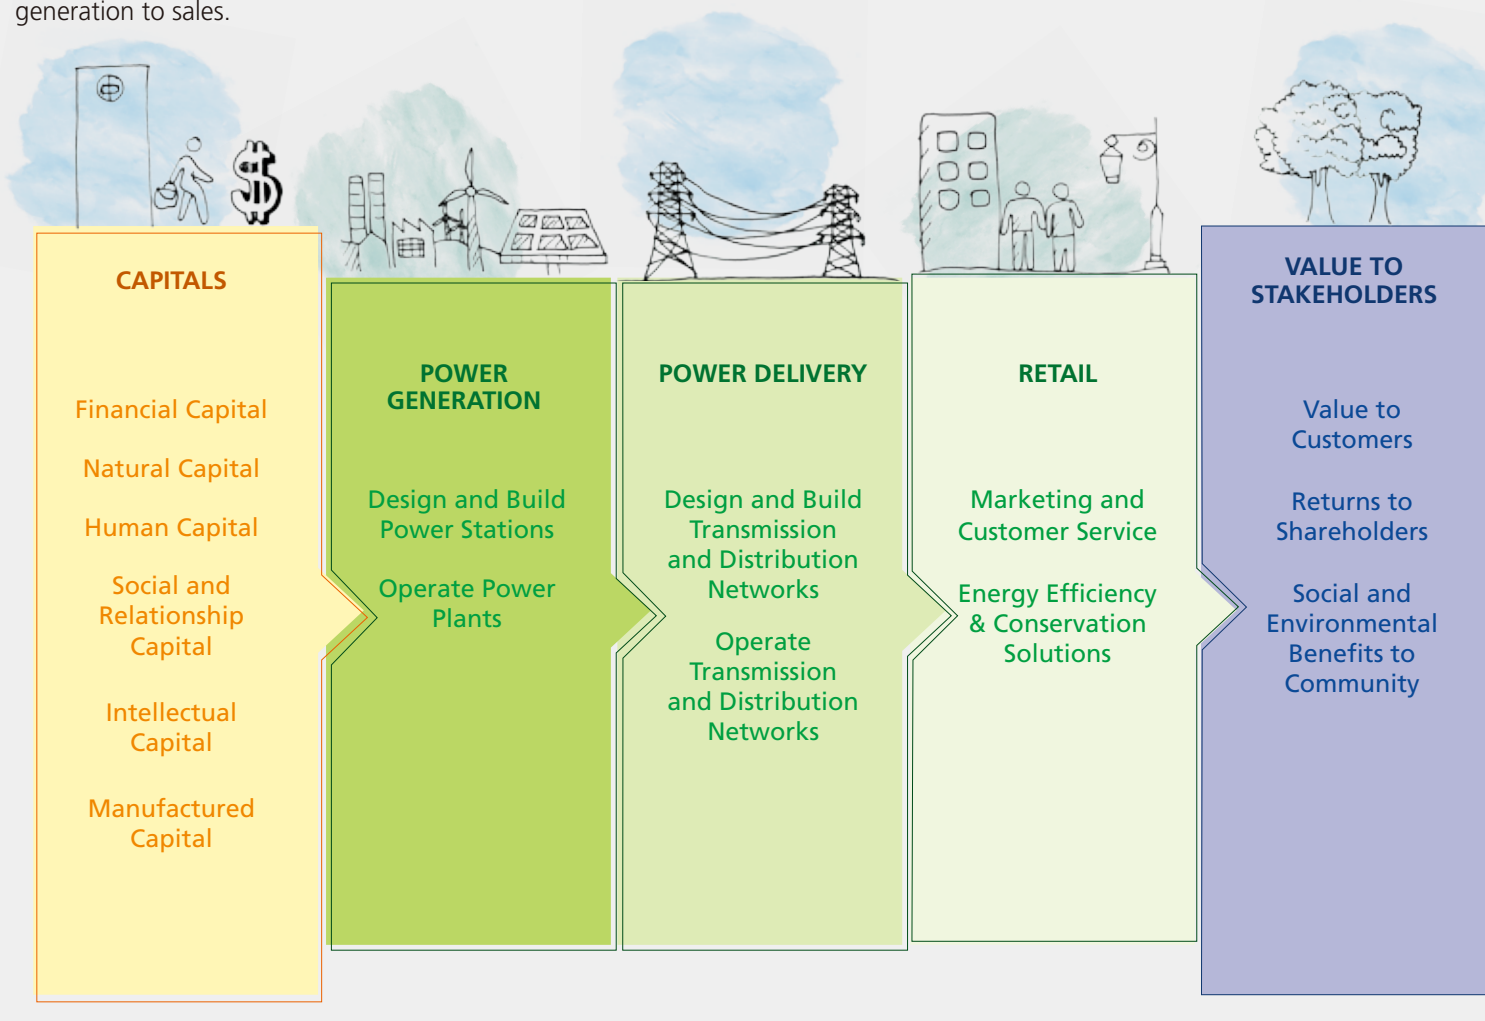 generation to sales.
CAPITALS
Financial Capital
Natural Capital
Human Capital
Social and
Relationship
Capital
Intellectual
Capital
Manufactured
Capital
POWER
GENERATION
Design and Build
Power Stations
Operate Power
Plants
POWER DELIVERY
Design and Build
Transmission
and Distribution
Networks
Operate
Transmission
and Distribution
Networks
RETAIL
Marketing and
Customer Service
Energy Efficiency
& Conservation
Solutions
VALUE TO
STAKEHOLDERS
Value to
Customers
Returns to
Shareholders
Social and
Environmental
Benefits to
Community